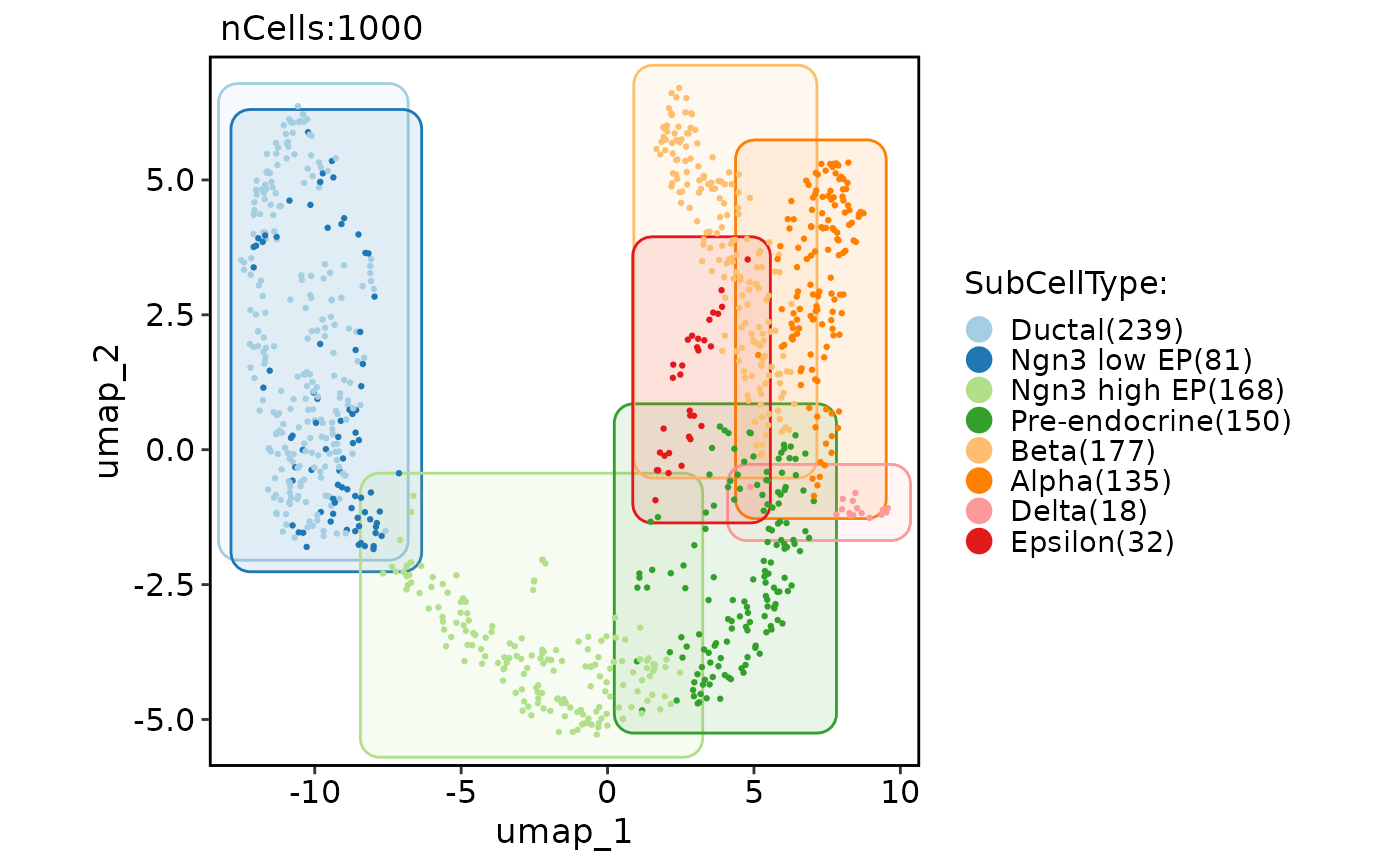 nCells:1000
umap_2
5.0
2.5
0.0
-2.5
-5.0
-10
-5
0
5
10
umap_1
SubCellType:
Ductal(239)
Ngn3 low EP(81)
Ngn3 high EP(168)
Pre-endocrine(150)
Beta(177)
Alpha(135)
Delta(18)
Epsilon(32)